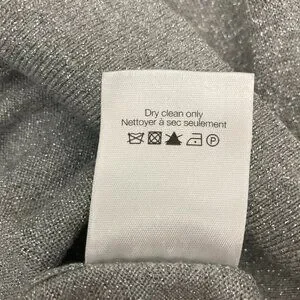 Dry clean only
Nettoyer à sec seulement
P